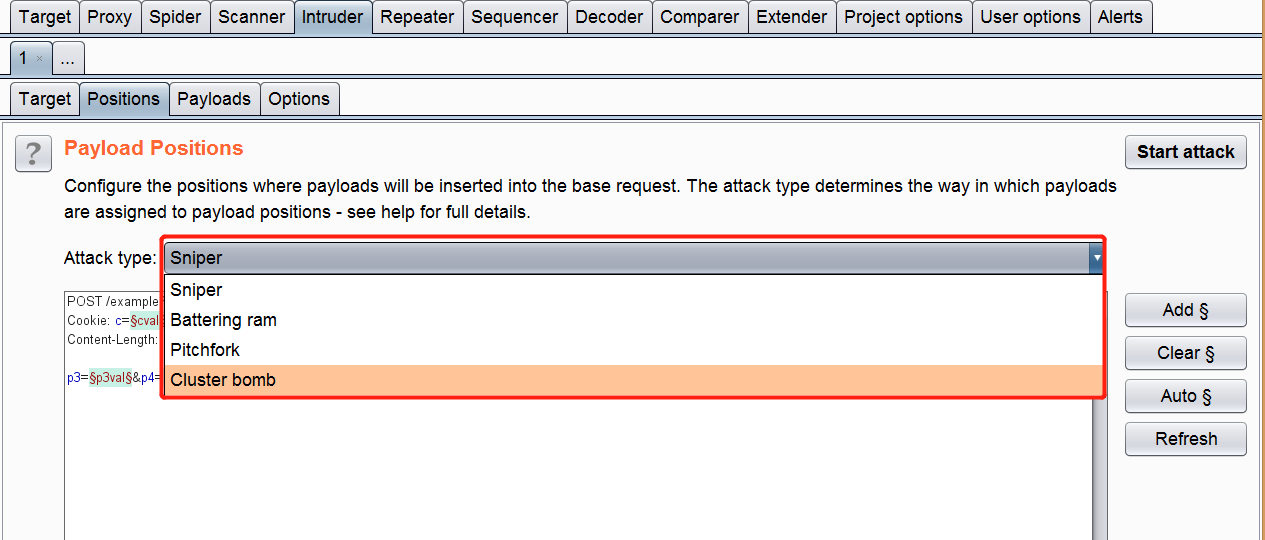 Target Proxy Spider Scanner Intruder Repeater Sequencer Decoder Comparer Extender Project options User options Alerts
1 × ...
Target Positions Payloads Options
? Payload Positions
Start attack
Configure the positions where payloads will be inserted into the base request. The attack type determines the way in which payloads
are assigned to payload positions - see help for full details.
Attack type: Sniper
Sniper
Battering ram
Pitchfork
Cluster bomb
POST /example
Cookie: c=§cval
Content-Length:
p3=§p3val§&p4=
Add §
Clear §
Auto §
Refresh